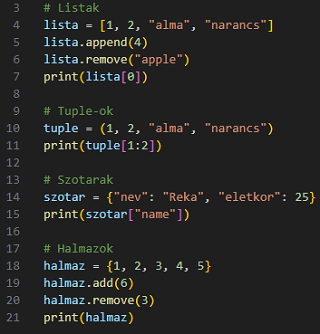 3 # Listak
4 lista = [1, 2, "alma", "narancs"]
5 lista.append(4)
6 lista.remove("apple")
7 print(lista[0])
8
9 # Tuple-ok
10 tuple = (1, 2, "alma", "narancs")
11 print(tuple[1:2])
12
13 # Szotarak
14 szotar = {"nev": "Reka", "eletkor": 25}
15 print(szotar["name"])
16
17 # Halmazok
18 halmaz = {1, 2, 3, 4, 5}
19 halmaz.add(6)
20 halmaz.remove(3)
21 print(halmaz)